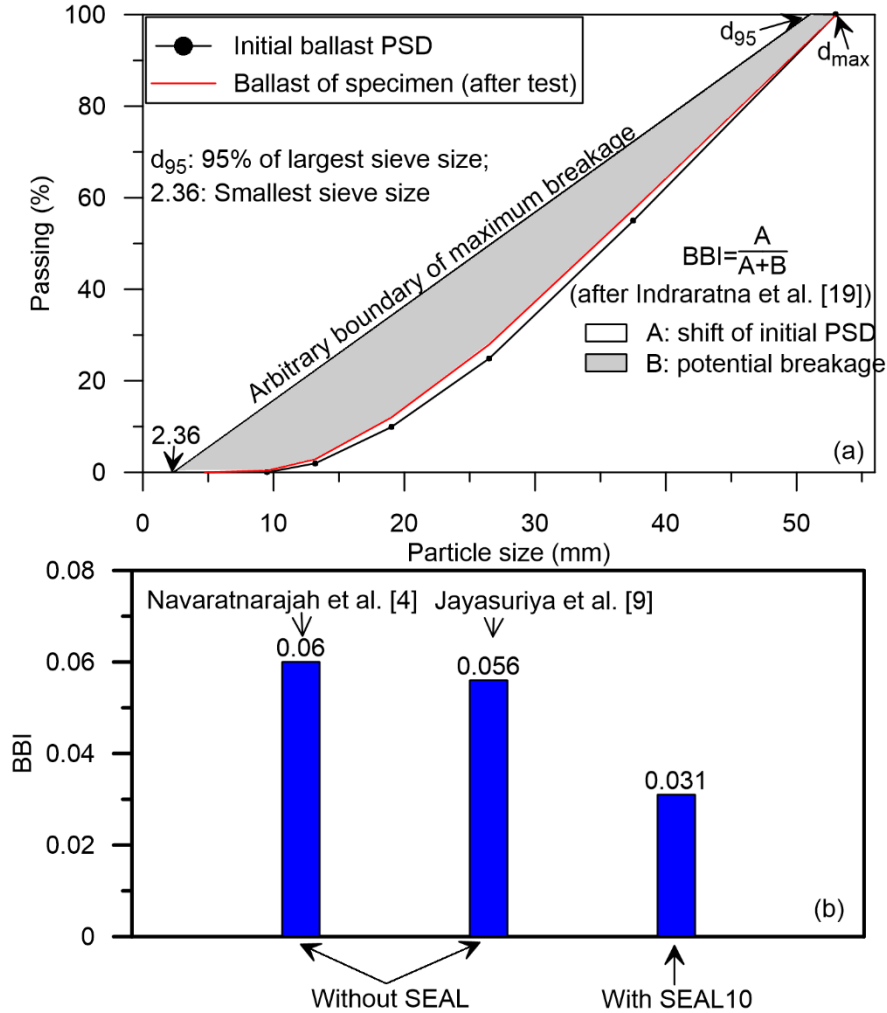 100
80
60
40
20
0
Passing (%)
Initial ballast PSD
Ballast of specimen (after test)
d95
dmax
d95: 95% of largest sieve size;
2.36: Smallest sieve size
Arbitrary boundary of maximum breakage
BBI=A/A+B
(after Indraratna et al. [19])
A: shift of initial PSD
B: potential breakage
2.36
(a)
0 10 20 30 40 50
Particle size (mm)
0.08
0.06
0.04
0.02
0
BBI
Navaratnarajah et al. [4]
Jayasuriya et al. [9]
0.06
0.056
0.031
(b)
Without SEAL
With SEAL10